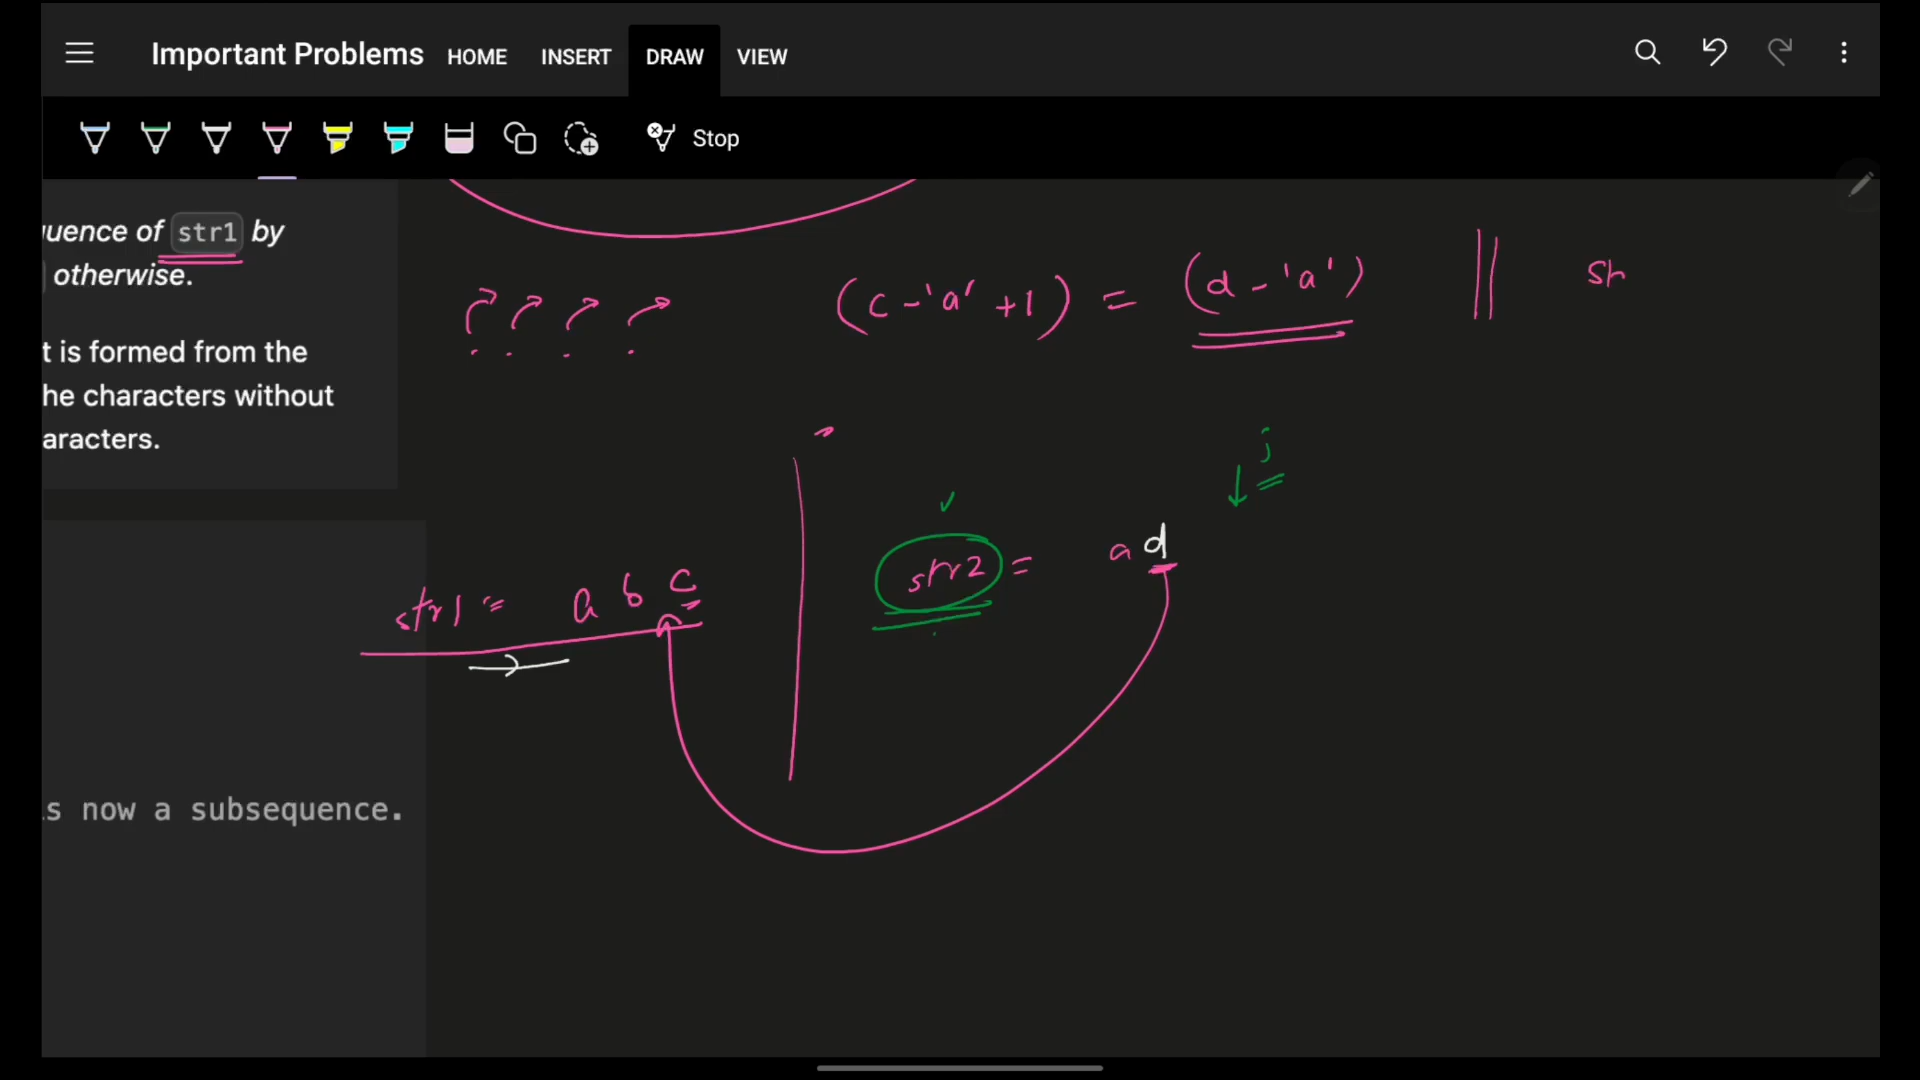 Important Problems HOME INSERT DRAW VIEW
Stop
uence of str1 by
otherwise.
t is formed from the
he characters without
aracters.
s now a subsequence.
(c-'a'+1) = (d-'a') ||
j
str1 = a b c
str2 = a d